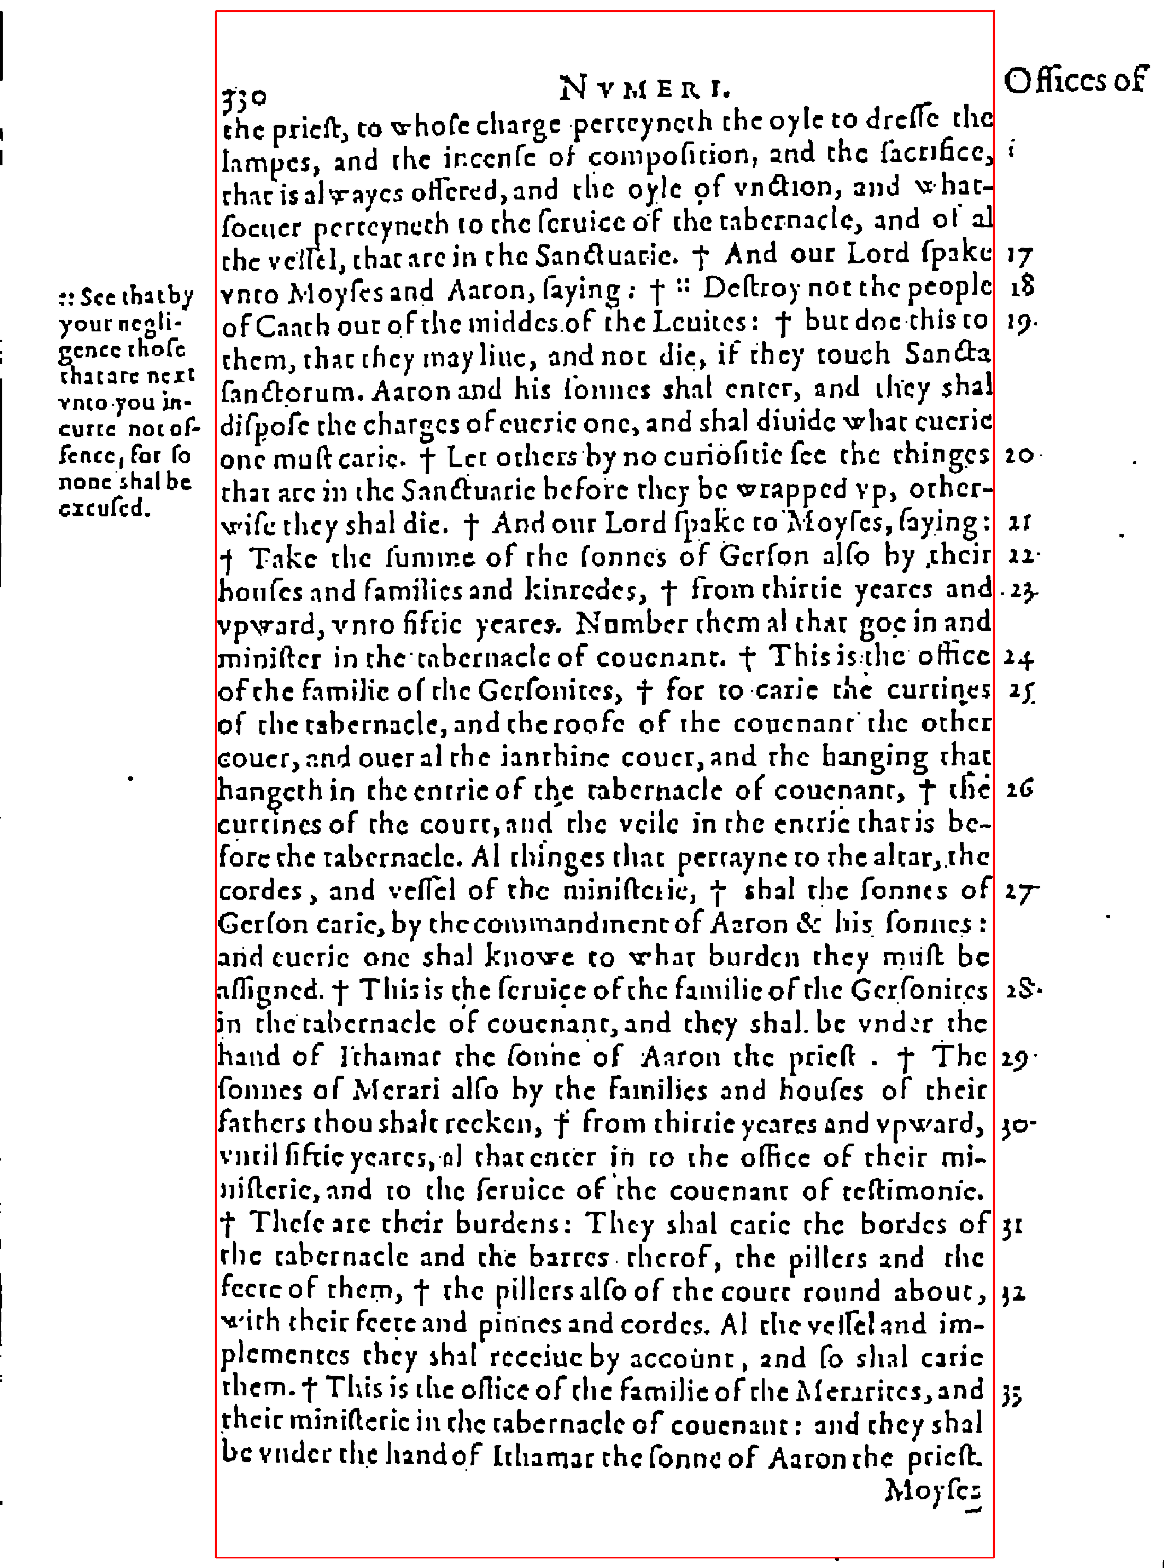 330 NVMERI. Offices of
the prieſt, to whoſe charge perteyneth the oyle to dreſſe the
lampes, and the incenſe of compoſition, and the ſacrifice,
that is alwayes offered, and the oyle of vnction, and what-
ſoeuer perteyneth to the ſeruice of the tabernacle, and of al
the veſſel, that are in the Sanctuarie. † And our Lord ſpake 17
vnto Moyſes and Aaron, ſaying: † :: Deſtroy not the people 18
of Caath out of the middes of the Leuites: † but doe this to 19.
them, that they may liue, and not die, if they touch Sancta
ſanctorum. Aaron and his ſonnes shal enter, and they shal
diſpoſe the charges of euerie one, and shal diuide what euerie
one muſt carie. † Let others by no curioſitie ſee the thinges 20
that are in the Sanctuarie before they be wrapped vp, other-
wiſe they shal die. † And our Lord ſpake to Moyſes, ſaying: 21
† Take the ſumme of the ſonnes of Gerſon alſo by their 22.
houſes and families and kinredes, † from thirtie yeares and 23.
vpward, vnto fiftie yeares. Number them al that goe in and
miniſter in the tabernacle of couenant. † This is the office 24
of the familie of the Gerſonites, † for to carie the curtines 25.
of the tabernacle, and the roofe of the couenant the other
couer, and ouer al the ianthine couer, and the hanging that
hangeth in the entrie of the tabernacle of couenant, † the 26
curtines of the court, and the veile in the entrie that is be-
fore the tabernacle. Al thinges that pertayne to the altar, the
cordes, and veſſel of the miniſterie, † shal the ſonnes of 27
Gerſon carie, by the commandment of Aaron & his ſonnes:
and euerie one shal knowe to what burden they muſt be
aſſigned. † This is the ſeruice of the familie of the Gerſonites 28.
in the tabernacle of couenant, and they shal be vnder the
hand of Ithamar the ſonne of Aaron the prieſt. † The 29
ſonnes of Merari alſo by the families and houſes of their
fathers thou shalt recken, † from thirtie yeares and vpward, 30
vntil fiftie yeares, al that enter in to the office of their mi-
niſterie, and to the ſeruice of the couenant of teſtimonie.
† Theſe are their burdens: They shal carie the bordes of 31
the tabernacle and the barres therof, the pillers and the
feete of them, † the pillers alſo of the court round about, 32
with their feete and pinnes and cordes. Al the veſſel and im-
plementes they shal receiue by account, and ſo shal carie
them. † This is the office of the familie of the Merarites, and 33
their miniſterie in the tabernacle of couenant: and they shal
be vnder the hand of Ithamar the ſonne of Aaron the prieſt.
Moyſes
:: See that by
your negli-
gence thoſe
that are next
vnto you in-
curre not of-
fence, for ſo
none shal be
excuſed.